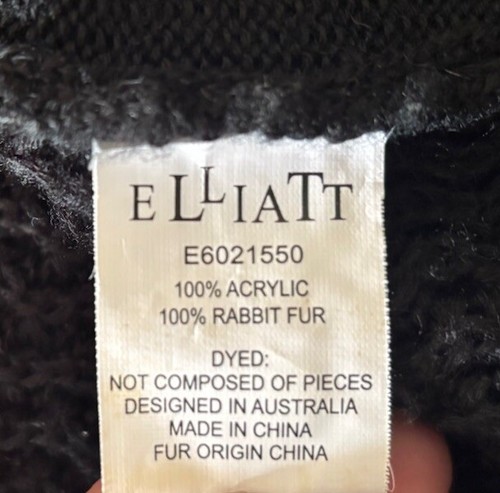 ELLIATT
E6021550
100% ACRYLIC
100% RABBIT FUR
DYED:
NOT COMPOSED OF PIECES
DESIGNED IN AUSTRALIA
MADE IN CHINA
FUR ORIGIN CHINA